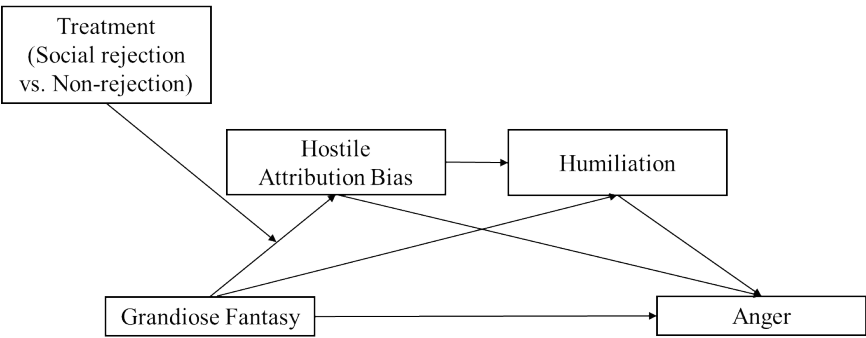 Treatment
(Social rejection
vs. Non-rejection)
Hostile
Attribution Bias
Humiliation
Grandiose Fantasy
Anger